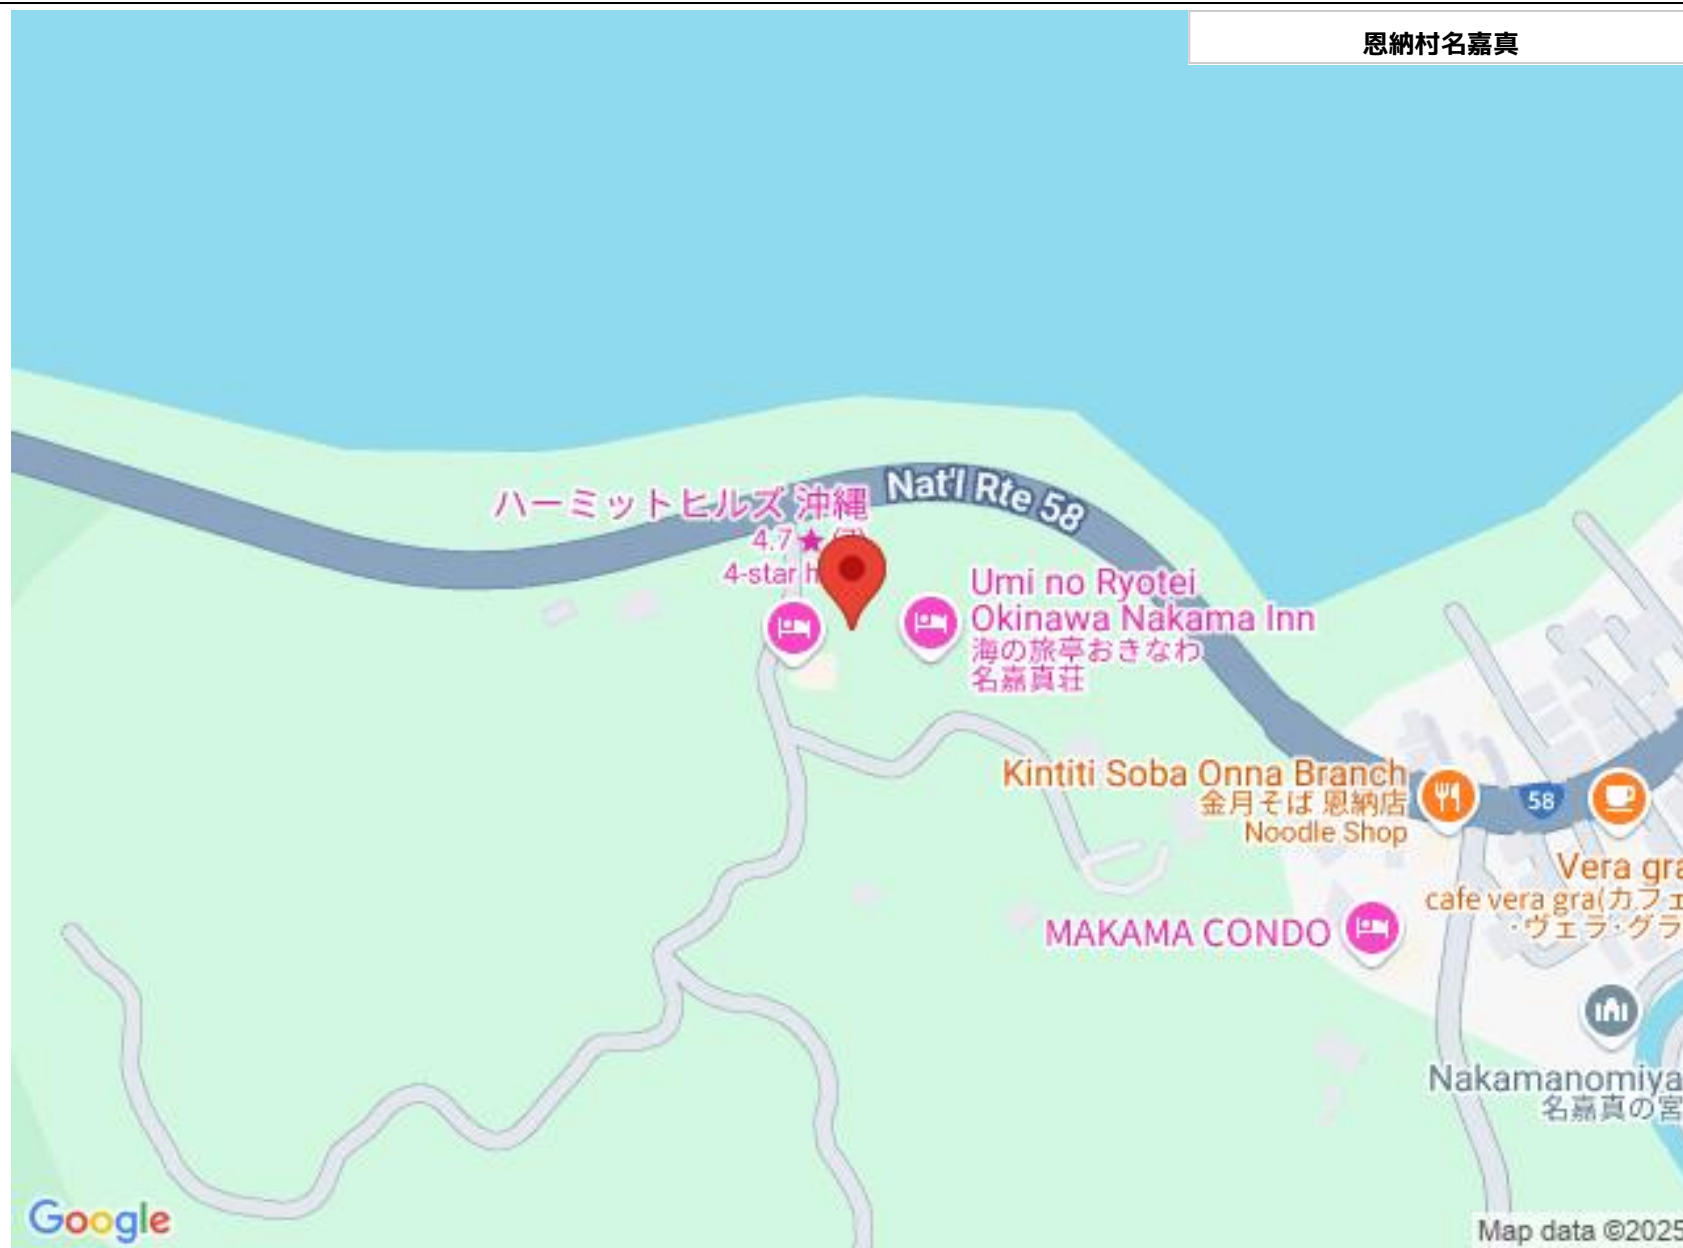 恩納村名嘉真
Nat'l Rte 58
ハーミットヒルズ 沖縄
4.7★
4-star
Umi no Ryotei
Okinawa Nakama Inn
海の旅亭おきなわ
名嘉真荘
Kintiti Soba Onna Branch
金月そば 恩納店
Noodle Shop
58
Vera gra
cafe vera gra(カフェ
・ヴェラ・グラ
MAKAMA CONDO
Nakamanomiya
名嘉真の宮
Google
Map data ©2025